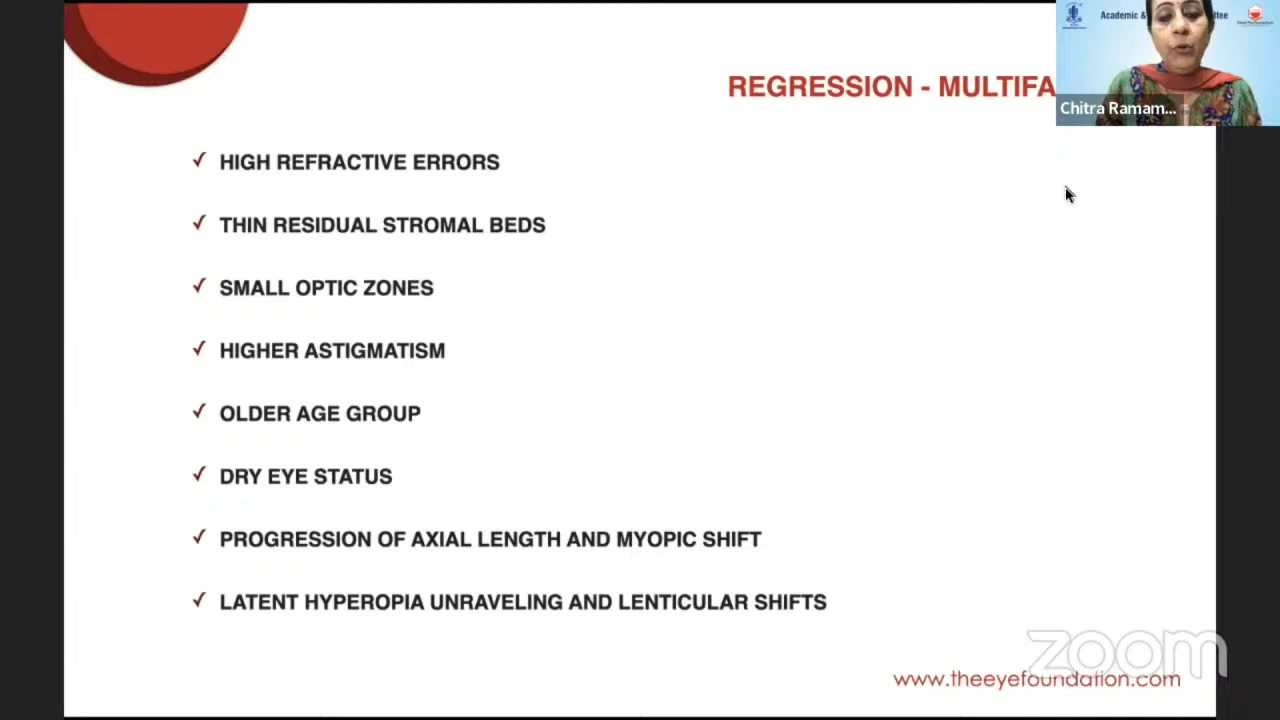 Academic &
ttee
Chitra Ramam...
REGRESSION - MULTIFA
✓ HIGH REFRACTIVE ERRORS
✓ THIN RESIDUAL STROMAL BEDS
✓ SMALL OPTIC ZONES
✓ HIGHER ASTIGMATISM
✓ OLDER AGE GROUP
✓ DRY EYE STATUS
✓ PROGRESSION OF AXIAL LENGTH AND MYOPIC SHIFT
✓ LATENT HYPEROPIA UNRAVELING AND LENTICULAR SHIFTS
zoom
www.theeyefoundation.com